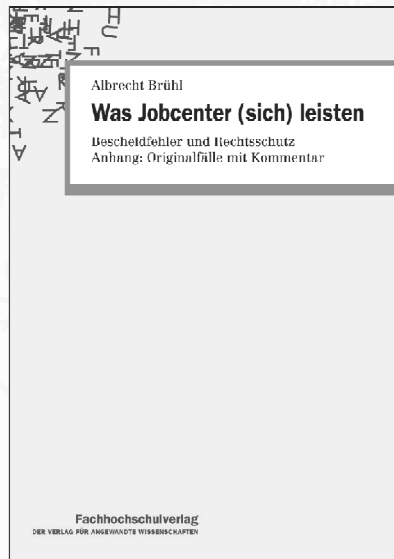 Albrecht Brühl
Was Jobcenter (sich) leisten
Bescheidfehler und Rechtsschutz
Anhang: Originalfälle mit Kommentar
Fachhochschulverlag
DER VERLAG FÜR ANGEWANDTE WISSENSCHAFTEN